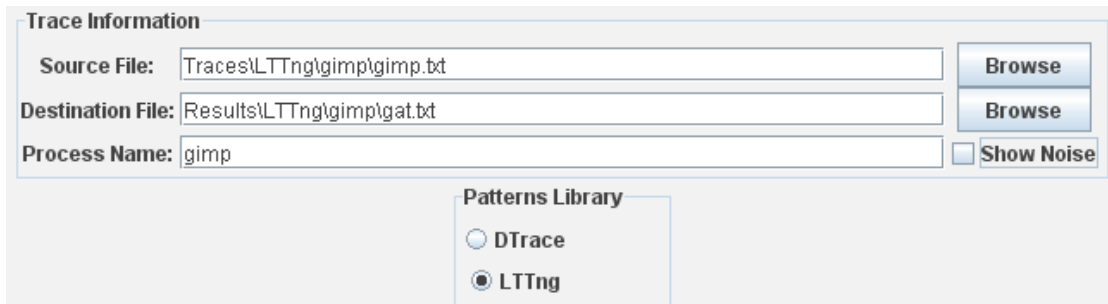 Trace Information
Source File: Traces\LTTng\gimp\gimp.txt Browse
Destination File: Results\LTTng\gimp\gat.txt Browse
Process Name: gimp Show Noise
Patterns Library
DTrace
LTTng